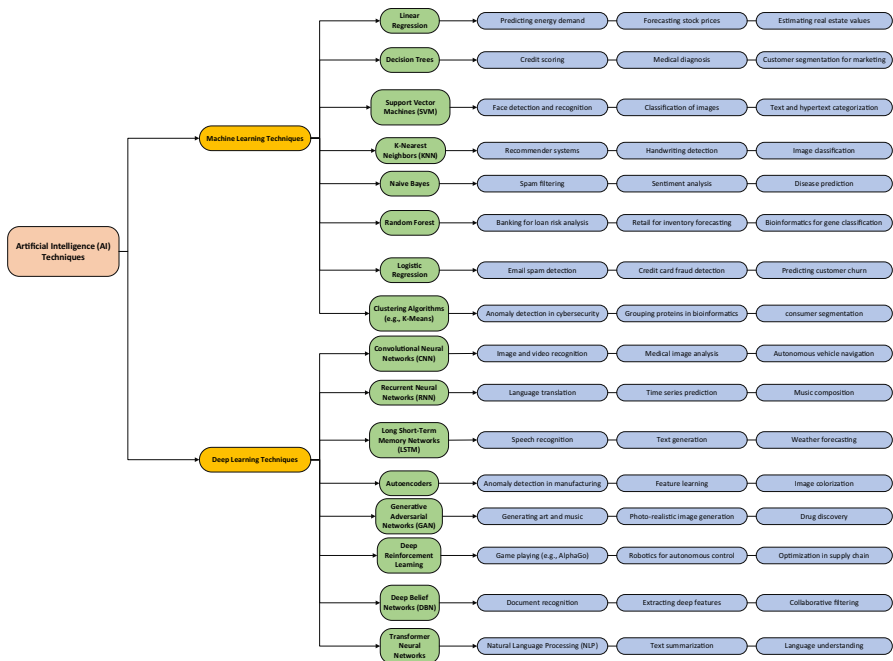 Artificial Intelligence (AI)
Techniques
Machine Learning Techniques
Linear
Regression
Predicting energy demand
Forecasting stock prices
Estimating real estate values
Decision Trees
Credit scoring
Medical diagnosis
Customer segmentation for marketing
Support Vector
Machines (SVM)
Face detection and recognition
Classification of images
Text and hypertext categorization
K-Nearest
Neighbors (KNN)
Recommender systems
Handwriting detection
Image classification
Naive Bayes
Spam filtering
Sentiment analysis
Disease prediction
Random Forest
Banking for loan risk analysis
Retail for inventory forecasting
Bioinformatics for gene classification
Logistic
Regression
Email spam detection
Credit card fraud detection
Predicting customer churn
Clustering Algorithms
(e.g., K-Means)
Anomaly detection in cybersecurity
Grouping proteins in bioinformatics
consumer segmentation
Deep Learning Techniques
Convolutional Neural
Networks (CNN)
Image and video recognition
Medical image analysis
Autonomous vehicle navigation
Recurrent Neural
Networks (RNN)
Language translation
Time series prediction
Music composition
Long Short-Term
Memory Networks
(LSTM)
Speech recognition
Text generation
Weather forecasting
Autoencoders
Anomaly detection in manufacturing
Feature learning
Image colorization
Generative
Adversarial
Networks (GAN)
Generating art and music
Photo-realistic image generation
Drug discovery
Deep
Reinforcement
Learning
Game playing (e.g., AlphaGo)
Robotics for autonomous control
Optimization in supply chain
Deep Belief
Networks (DBN)
Document recognition
Extracting deep features
Collaborative filtering
Transformer
Neural
Networks
Natural Language Processing (NLP)
Text summarization
Language understanding